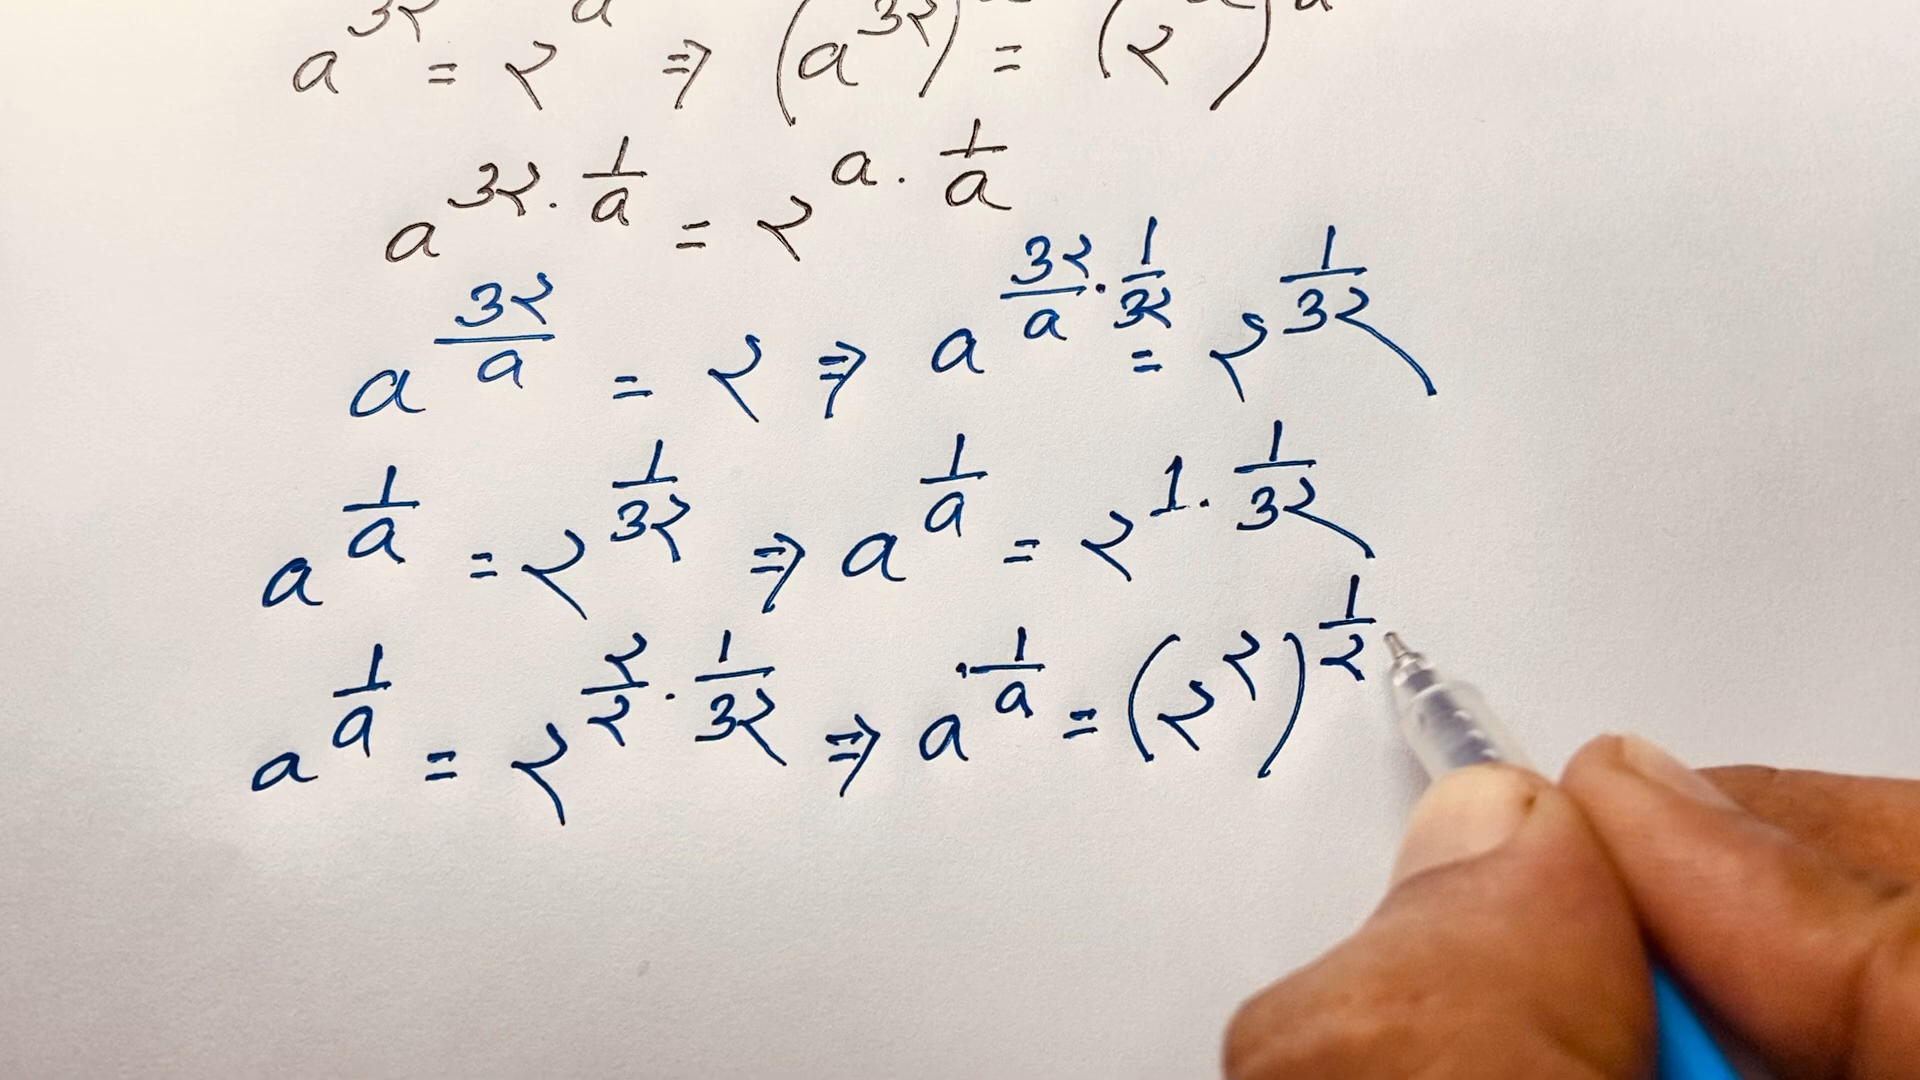 a^32 = 2^a ⇒ (a^32) = (2)^a
a^(32 · 1/a) = 2^(a · 1/a)
a^(32/a) = 2 ⇒ a^(32/a · 1/32) = 2^(1/32)
a^(1/a) = 2^(1/32) ⇒ a^(1/a) = 2^(1 · 1/32)
a^(1/a) = 2^(2/2 · 1/32) ⇒ a^(1/a) = (2^2)^(1/2)